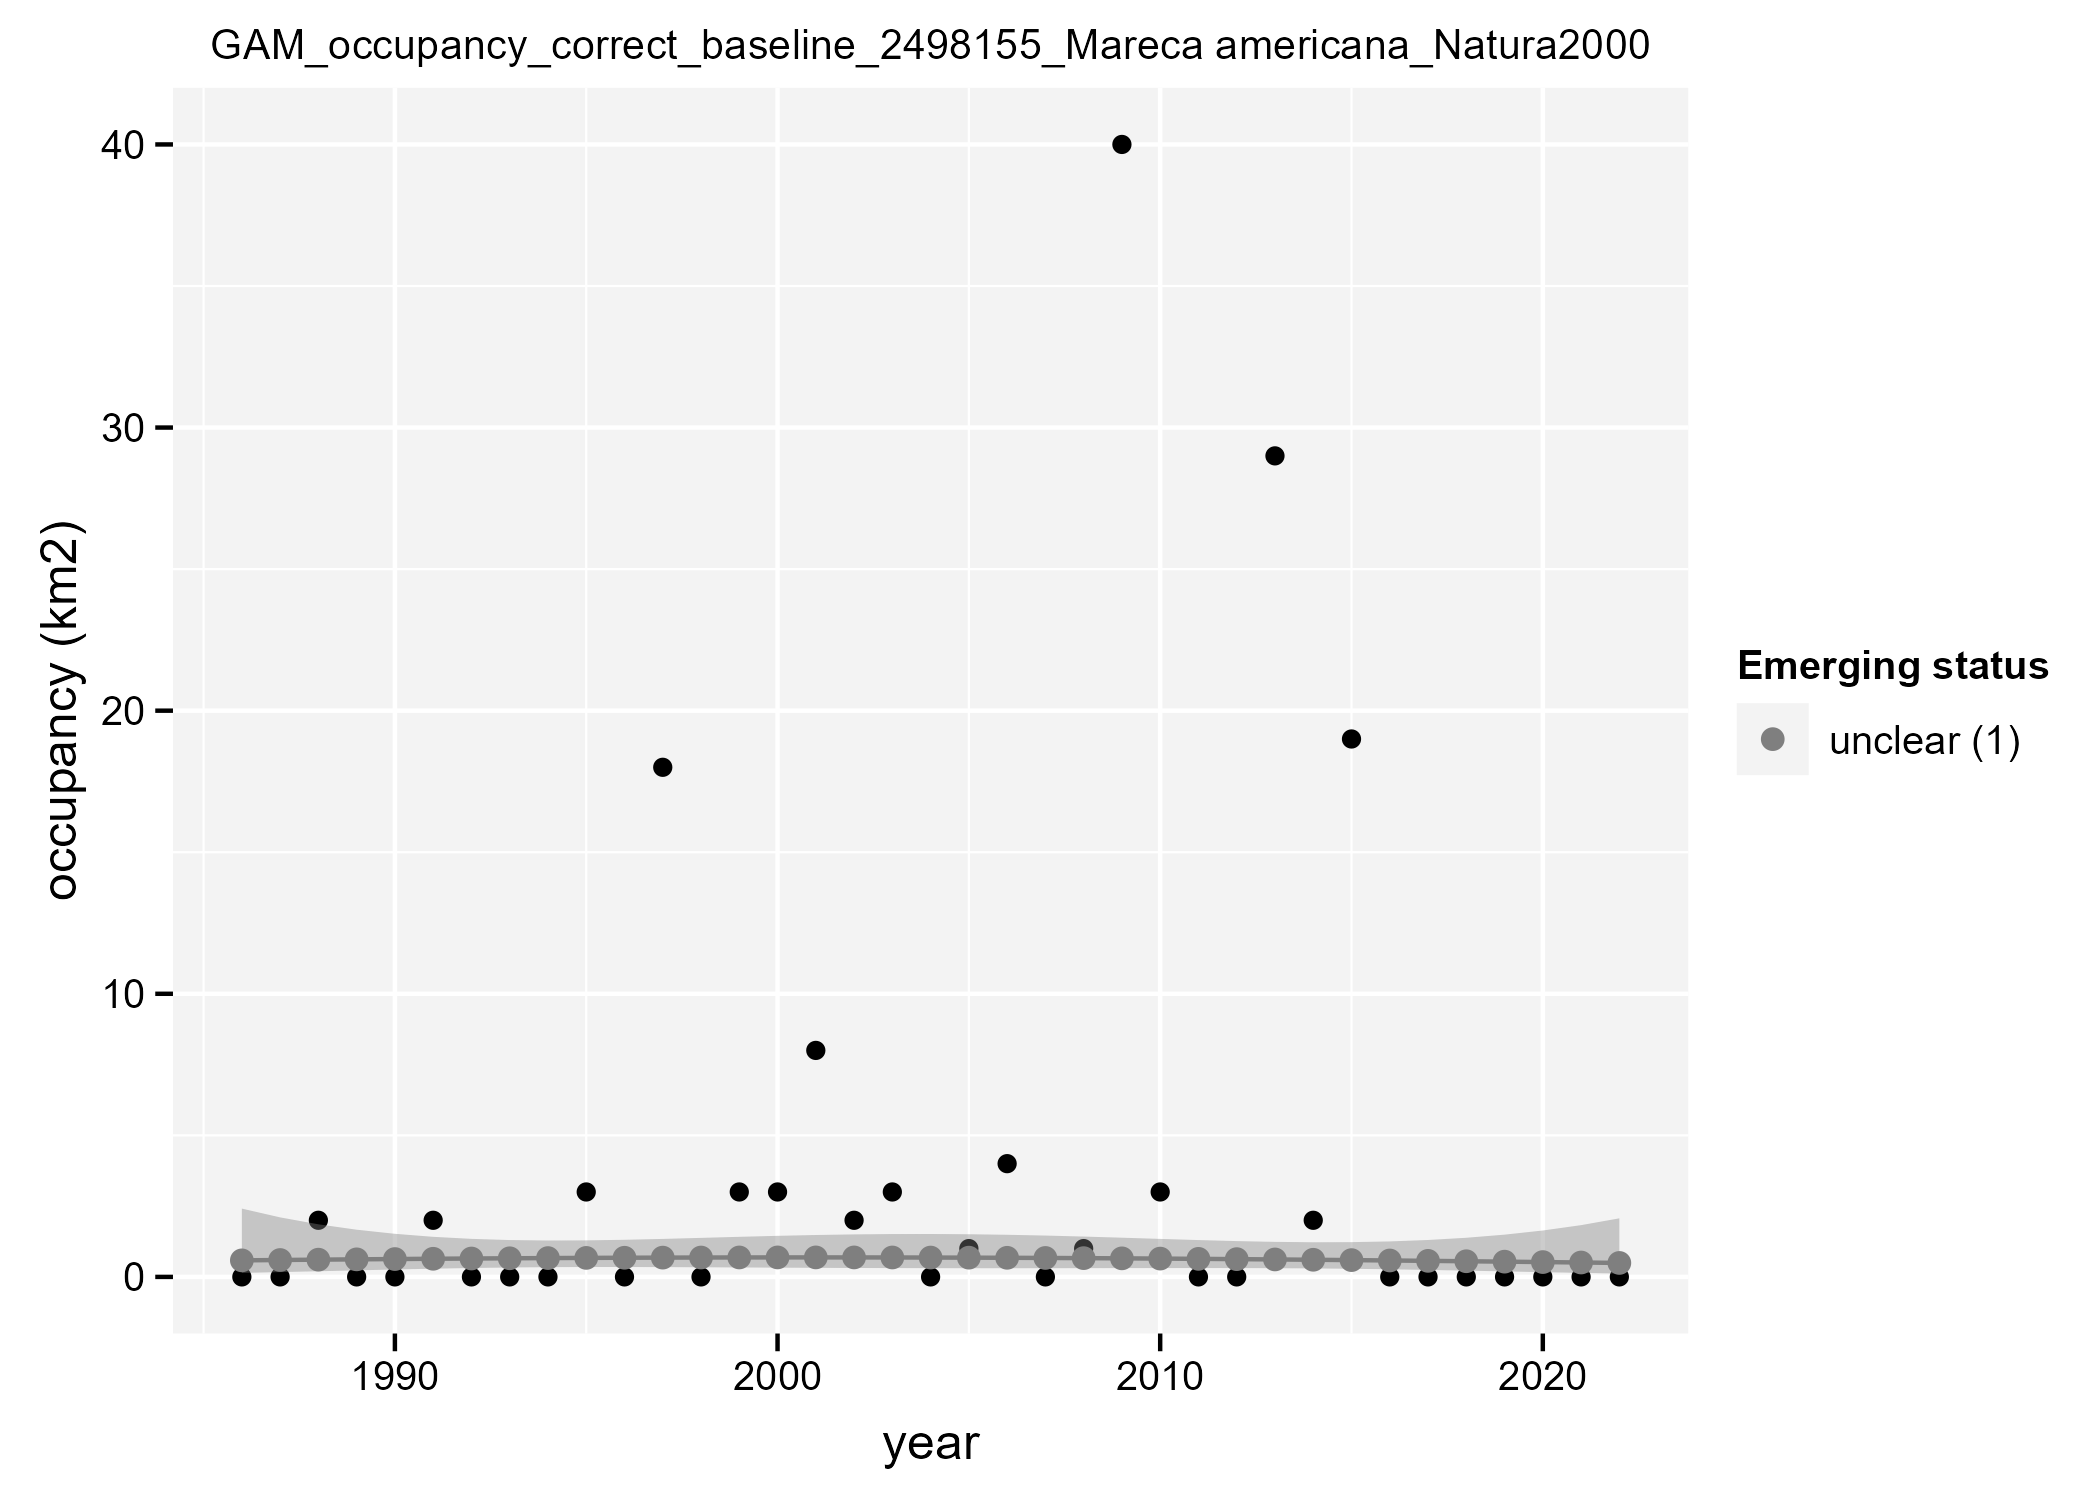 GAM_occupancy_correct_baseline_2498155_Mareca americana_Natura2000
40
30
20
10
0
occupancy (km2)
1990 2000 2010 2020
year
Emerging status
unclear (1)